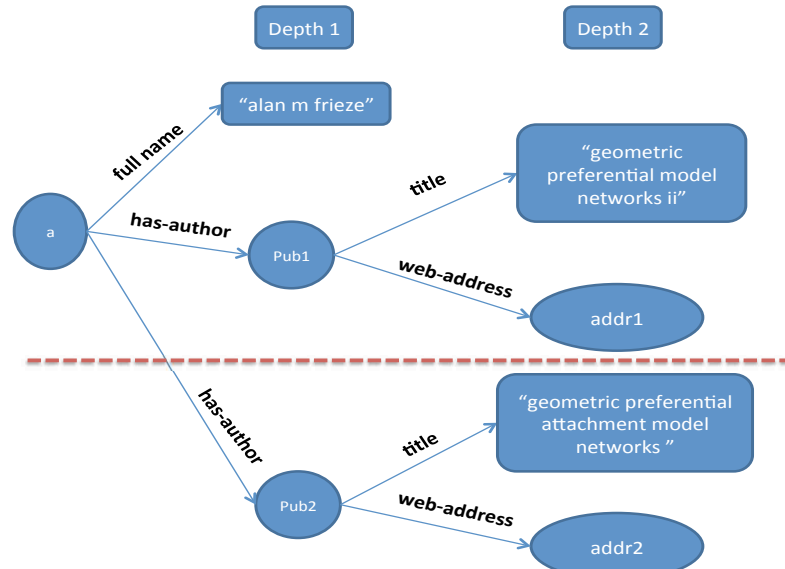 Depth 1
Depth 2
“alan m frieze”
full name
“geometric
preferential model
networks ii”
title
a
has-author
Pub1
web-address
addr1
has-author
“geometric preferential
attachment model
networks ”
title
Pub2
web-address
addr2